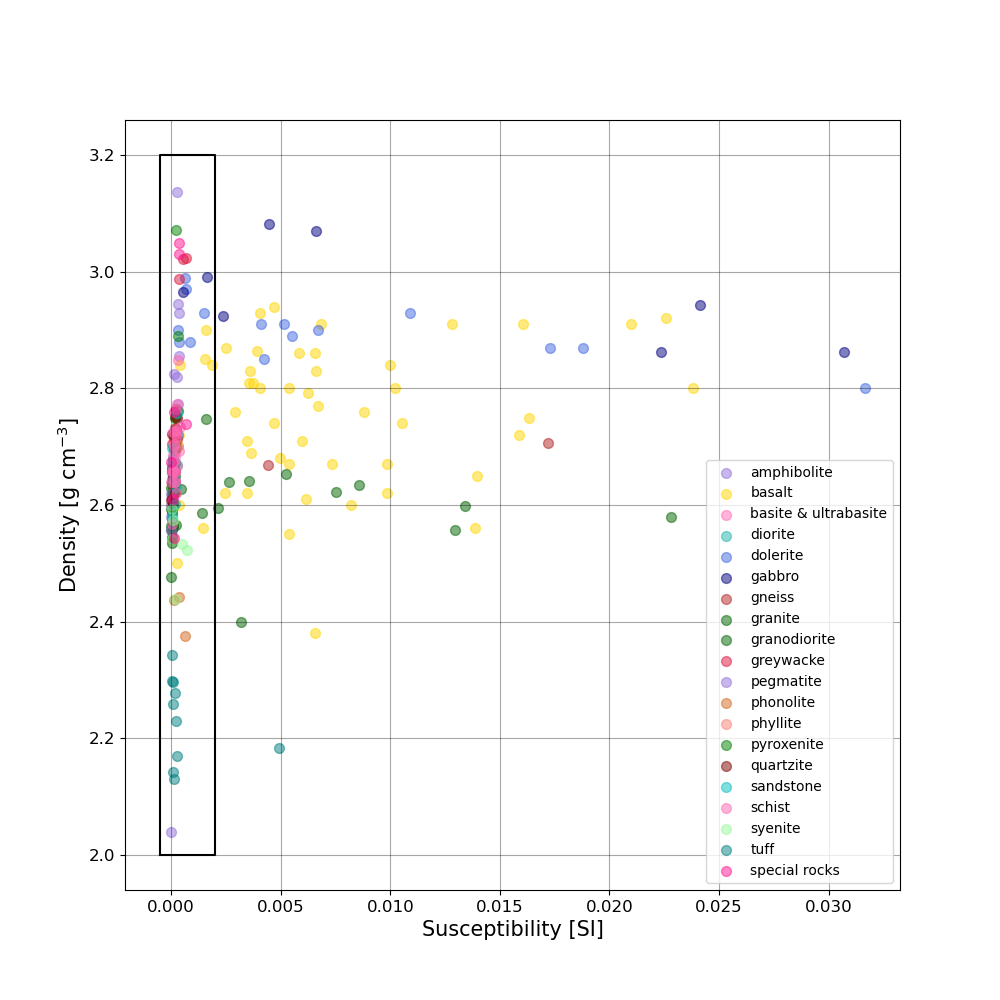 3.2
3.0
2.8
2.6
2.4
2.2
2.0
Density [g cm⁻³]
0.000 0.005 0.010 0.015 0.020 0.025 0.030
Susceptibility [SI]
amphibolite
basalt
basite & ultrabasite
diorite
dolerite
gabbro
gneiss
granite
granodiorite
greywacke
pegmatite
phonolite
phyllite
pyroxenite
quartzite
sandstone
schist
syenite
tuff
special rocks